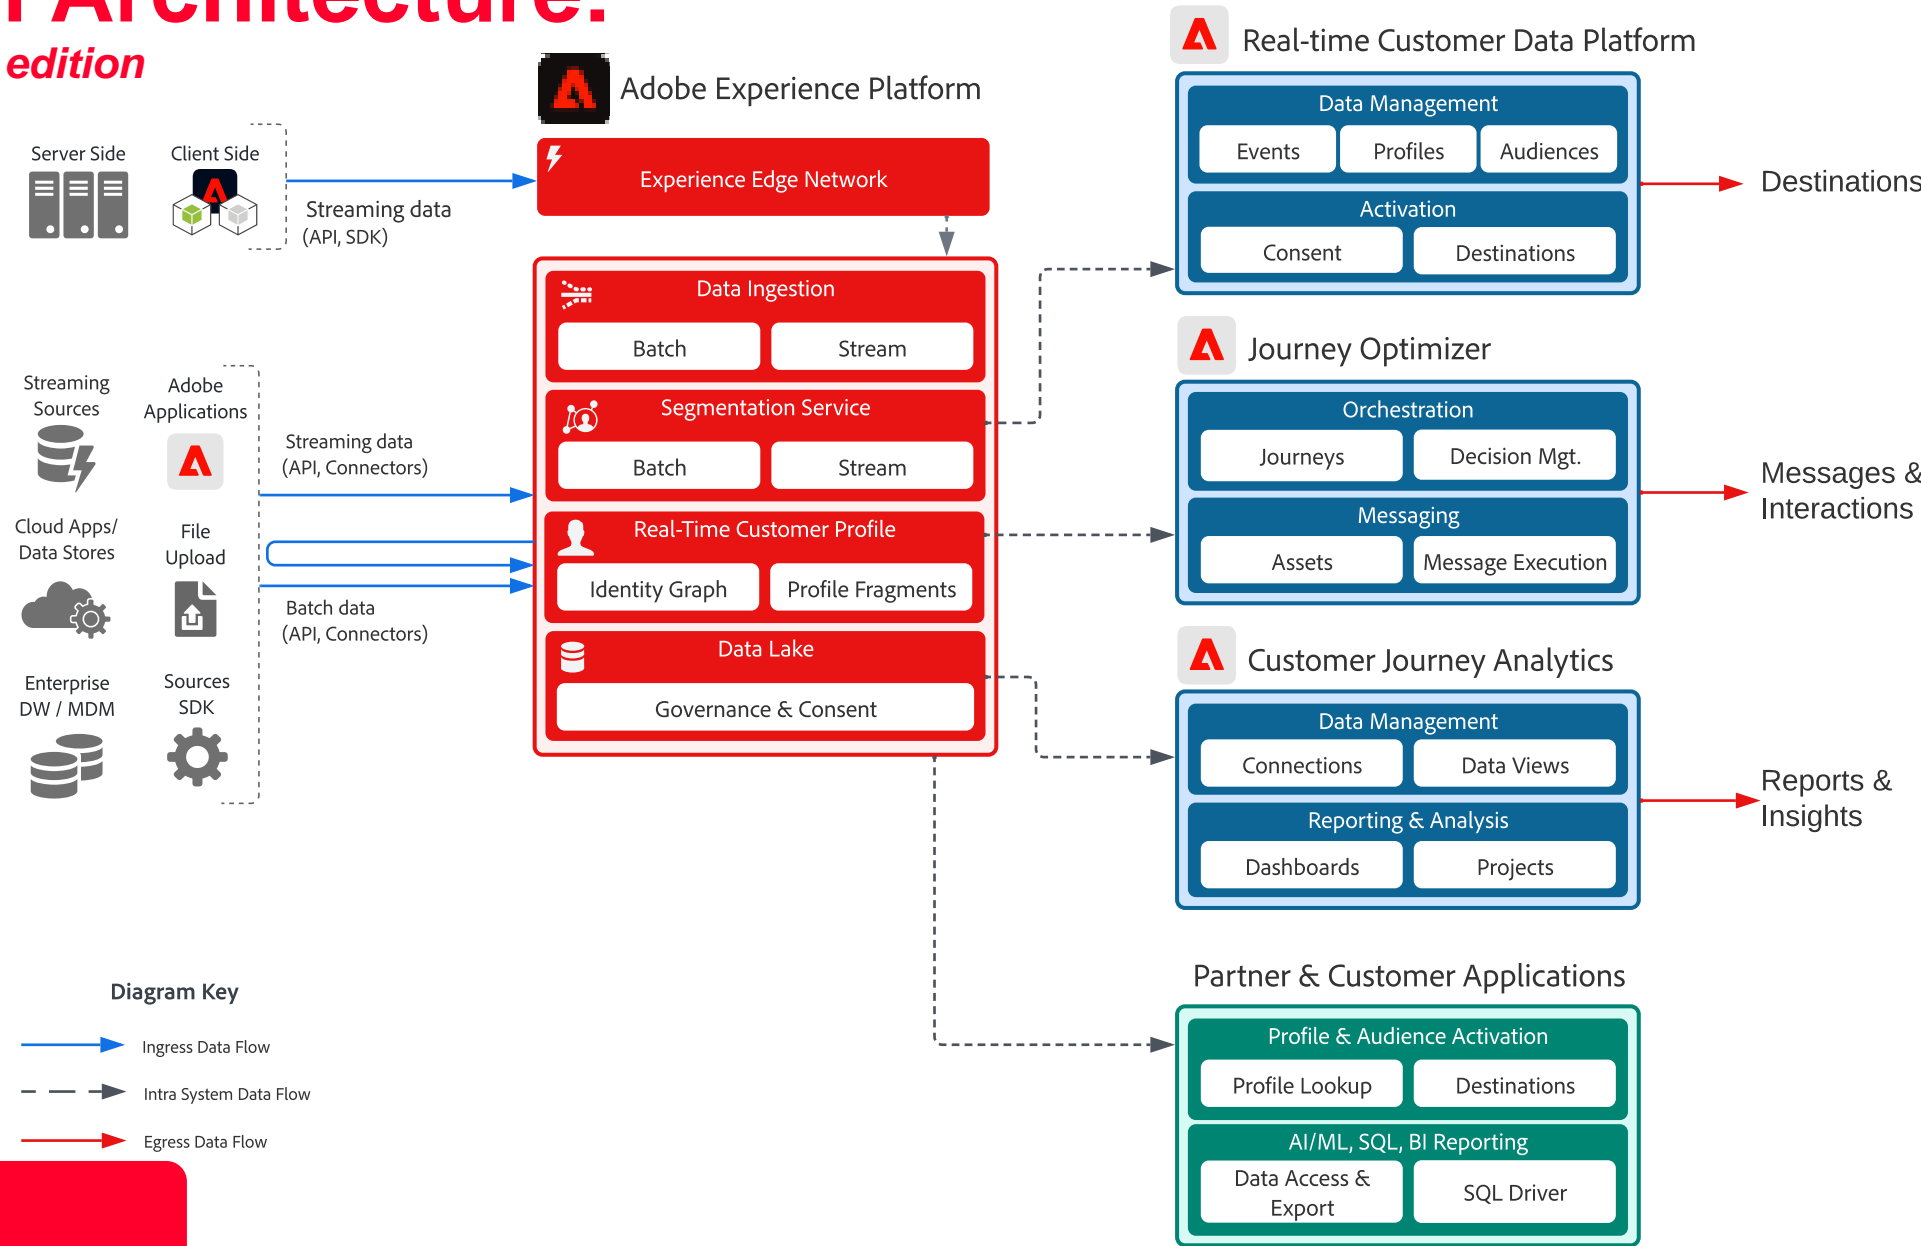 Architecture:
edition
Adobe Experience Platform
Real-time Customer Data Platform
Server Side
Client Side
Streaming data
(API, SDK)
Experience Edge Network
Data Ingestion
Batch
Stream
Segmentation Service
Batch
Stream
Real-Time Customer Profile
Identity Graph
Profile Fragments
Data Lake
Governance & Consent
Streaming
Sources
Adobe
Applications
Cloud Apps/
Data Stores
File
Upload
Enterprise
DW / MDM
Sources
SDK
Streaming data
(API, Connectors)
Batch data
(API, Connectors)
Data Management
Events
Profiles
Audiences
Activation
Consent
Destinations
Destinations
Journey Optimizer
Orchestration
Journeys
Decision Mgt.
Messaging
Assets
Message Execution
Messages &
Interactions
Customer Journey Analytics
Data Management
Connections
Data Views
Reporting & Analysis
Dashboards
Projects
Reports &
Insights
Partner & Customer Applications
Profile & Audience Activation
Profile Lookup
Destinations
AI/ML, SQL, BI Reporting
Data Access &
Export
SQL Driver
Diagram Key
Ingress Data Flow
Intra System Data Flow
Egress Data Flow